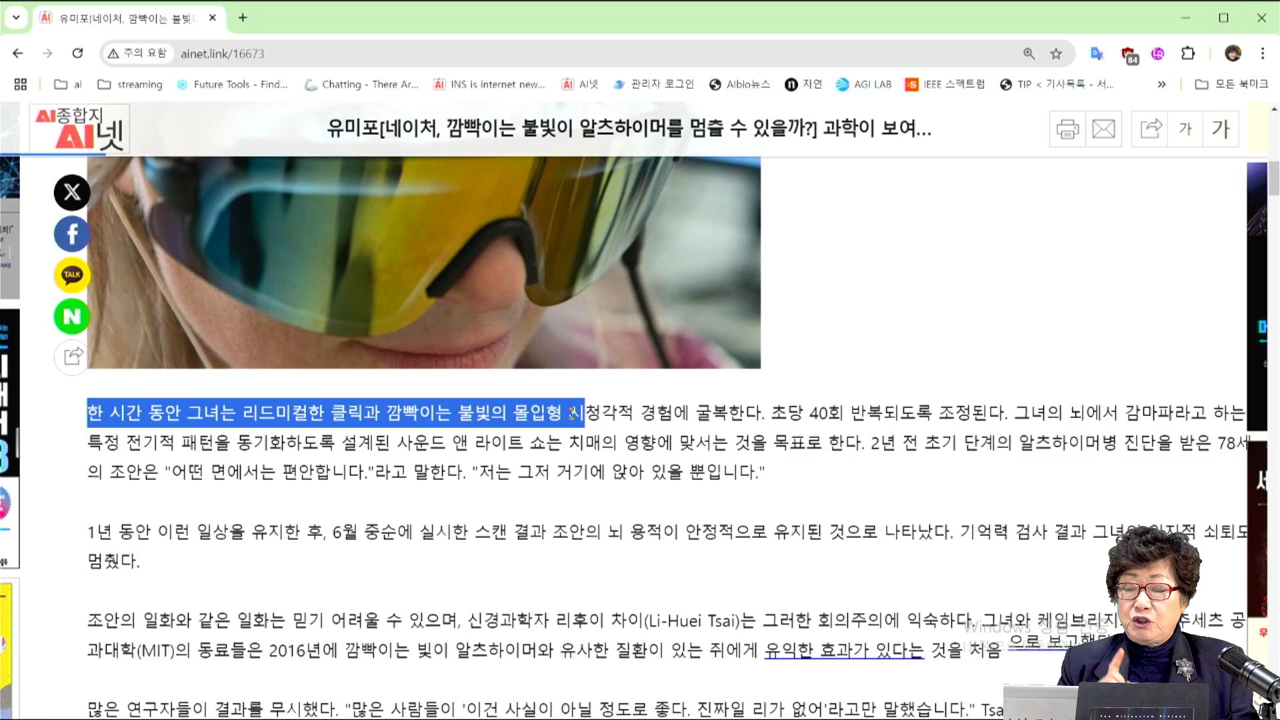 유미포[네이처, 깜빡이는 불빛이
주의 요함
ainet.link/16673
84
ai
streaming
Future Tools - Find...
Chatting - There Ar...
INS is internet new...
AI넷
관리자 로그인
Aibio뉴스
자연
AGI LAB
IEEE 스펙트럼
TIP < 기사목록 - 서...
모든 북마크
AI종합지
AI넷
유미포[네이처, 깜빡이는 불빛이 알츠하이머를 멈출 수 있을까?] 과학이 보여...
가
가
TALK
N
한 시간 동안 그녀는 리드미컬한 클릭과 깜빡이는 불빛의 몰입형 시청각적 경험에 굴복한다. 초당 40회 반복되도록 조정된다. 그녀의 뇌에서 감마파라고 하는
특정 전기적 패턴을 동기화하도록 설계된 사운드 앤 라이트 쇼는 치매의 영향에 맞서는 것을 목표로 한다. 2년 전 초기 단계의 알츠하이머병 진단을 받은 78세
의 조안은 "어떤 면에서는 편안합니다."라고 말한다. "저는 그저 거기에 앉아 있을 뿐입니다."
1년 동안 이런 일상을 유지한 후, 6월 중순에 실시한 스캔 결과 조안의 뇌 용적이 안정적으로 유지된 것으로 나타났다. 기억력 검사 결과 쇠퇴도
멈췄다.
조안의 일화와 같은 일화는 믿기 어려울 수 있으며, 신경과학자 리후이 차이(Li-Huei Tsai)는 그러한 회의주의에 익숙하다. 그녀와 케임브리지 공
과대학(MIT)의 동료들은 2016년에 깜빡이는 빛이 알츠하이머와 유사한 질환이 있는 쥐에게 유익한 효과가 있다는 것을 처음으로 보고했
많은 연구자들이 결과를 무시했다. "많은 사람들이 '이건 사실이 아닐 정도로 좋다. 진짜일 리가 없어'라고만 말했습니다." Tsa
Windows
The Millennium Project